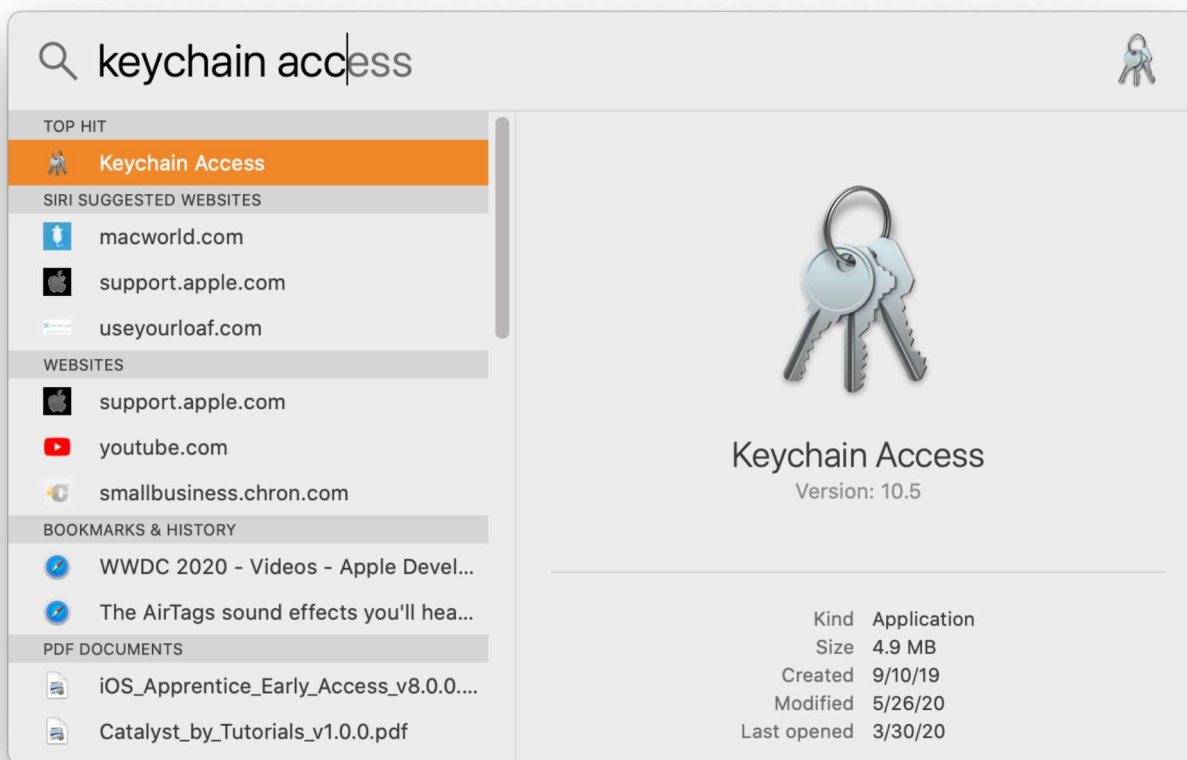 keychain access
TOP HIT
Keychain Access
SIRI SUGGESTED WEBSITES
macworld.com
support.apple.com
useyourloaf.com
WEBSITES
support.apple.com
youtube.com
smallbusiness.chron.com
BOOKMARKS & HISTORY
WWDC 2020 - Videos - Apple Devel...
The AirTags sound effects you'll hea...
PDF DOCUMENTS
iOS_Apprentice_Early_Access_v8.0.0....
Catalyst_by_Tutorials_v1.0.0.pdf
Keychain Access
Version: 10.5
Kind Application
Size 4.9 MB
Created 9/10/19
Modified 5/26/20
Last opened 3/30/20